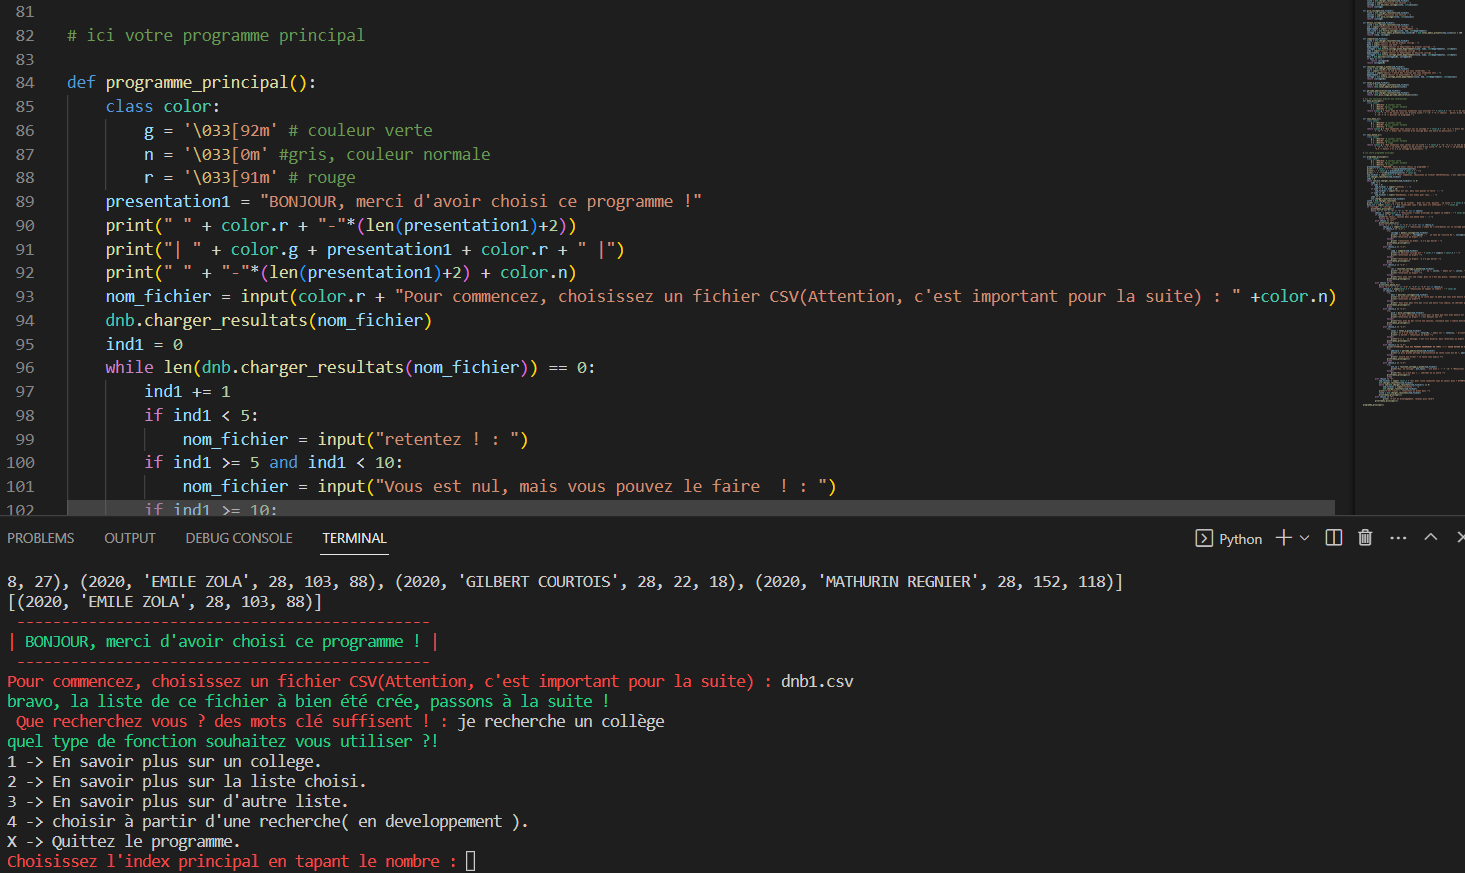 81
82 # ici votre programme principal
83
84 def programme_principal():
85 class color:
86 g = '\033[92m' # couleur verte
87 n = '\033[0m' #gris, couleur normale
88 r = '\033[91m' # rouge
89 presentation1 = "BONJOUR, merci d'avoir choisi ce programme !"
90 print(" " + color.r + "-"*(len(presentation1)+2))
91 print("| " + color.g + presentation1 + color.r + " |")
92 print(" " + "-"*(len(presentation1)+2) + color.n)
93 nom_fichier = input(color.r + "Pour commencez, choisissez un fichier CSV(Attention, c'est important pour la suite) : " +color.n)
94 dnb.charger_resultats(nom_fichier)
95 ind1 = 0
96 while len(dnb.charger_resultats(nom_fichier)) == 0:
97 ind1 += 1
98 if ind1 < 5:
99 nom_fichier = input("retentez ! : ")
100 if ind1 >= 5 and ind1 < 10:
101 nom_fichier = input("Vous est nul, mais vous pouvez le faire  ! : ")
102 if ind1 >= 10:
PROBLEMS OUTPUT DEBUG CONSOLE TERMINAL Python
8, 27), (2020, 'EMILE ZOLA', 28, 103, 88), (2020, 'GILBERT COURTOIS', 28, 22, 18), (2020, 'MATHURIN REGNIER', 28, 152, 118)]
[(2020, 'EMILE ZOLA', 28, 103, 88)]
----------------------------------------------
| BONJOUR, merci d'avoir choisi ce programme ! |
----------------------------------------------
Pour commencez, choisissez un fichier CSV(Attention, c'est important pour la suite) : dnb1.csv
bravo, la liste de ce fichier à bien été crée, passons à la suite !
Que recherchez vous ? des mots clé suffisent ! : je recherche un collège
quel type de fonction souhaitez vous utiliser ?!
1 -> En savoir plus sur un college.
2 -> En savoir plus sur la liste choisi.
3 -> En savoir plus sur d'autre liste.
4 -> choisir à partir d'une recherche( en developpement ).
X -> Quittez le programme.
Choisissez l'index principal en tapant le nombre :